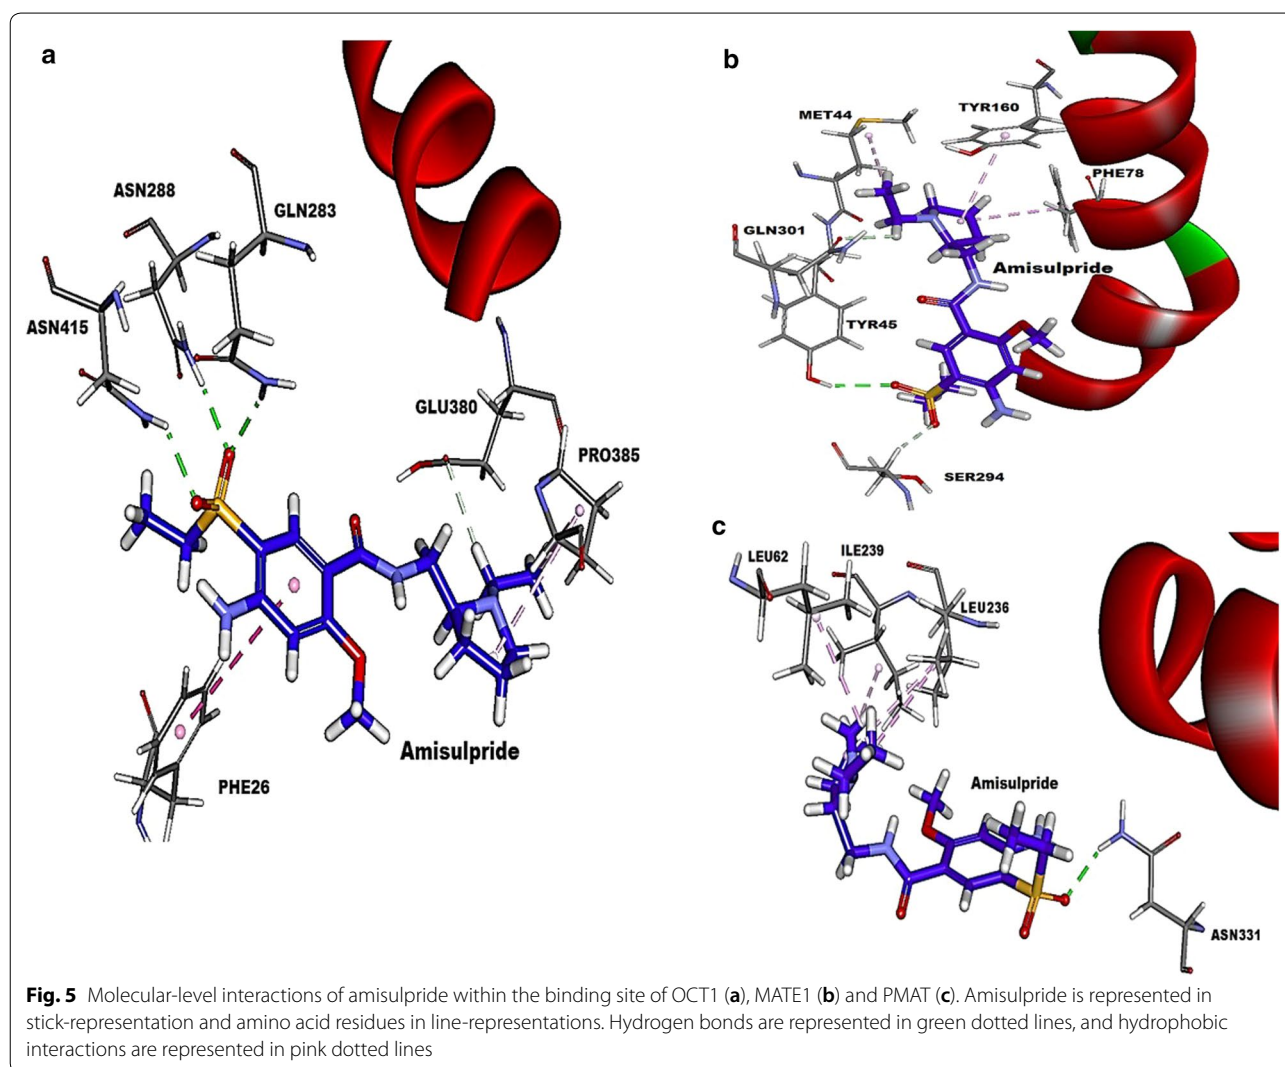 a
ASN288
GLN283
ASN415
GLU380
PRO385
Amisulpride
PHE26
b
MET44
TYR160
PHE78
GLN301
Amisulpride
TYR45
SER294
c
LEU62
ILE239
LEU236
Amisulpride
ASN331
Fig. 5 Molecular-level interactions of amisulpride within the binding site of OCT1 (a), MATE1 (b) and PMAT (c). Amisulpride is represented in
stick-representation and amino acid residues in line-representations. Hydrogen bonds are represented in green dotted lines, and hydrophobic
interactions are represented in pink dotted lines